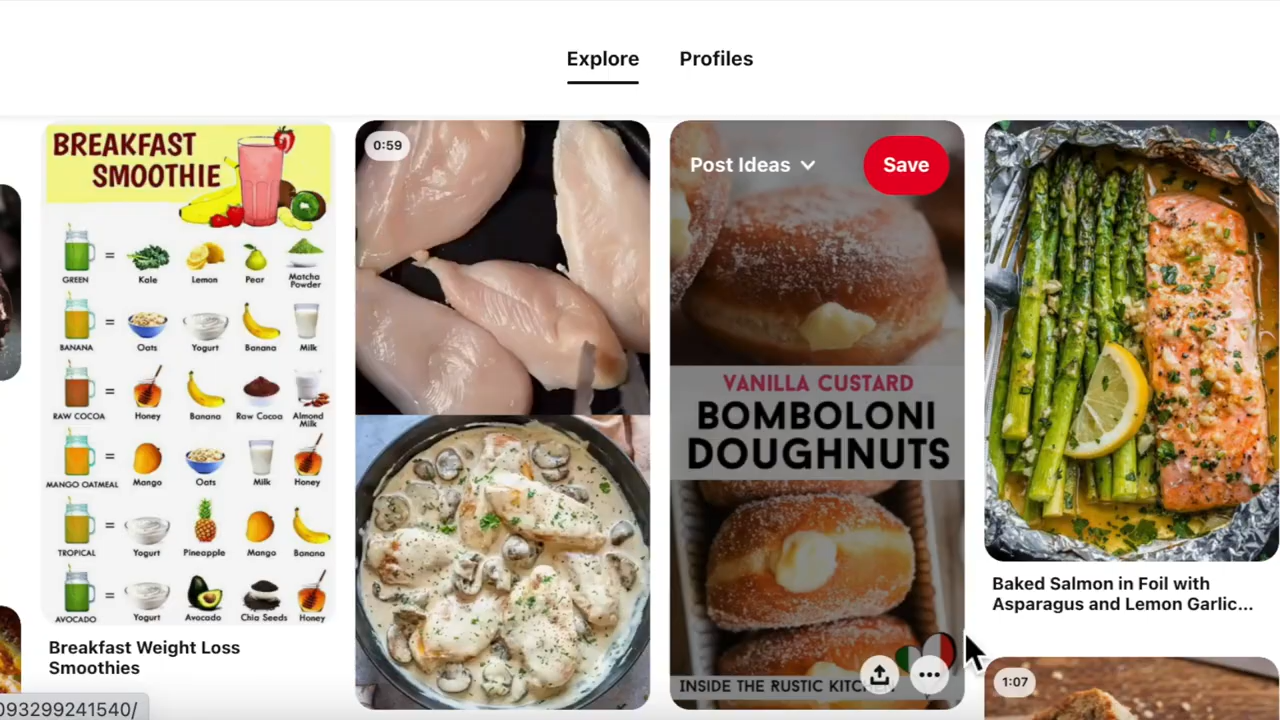 Explore Profiles
BREAKFAST
SMOOTHIE
GREEN = Kale Lemon Pear Matcha
Powder
BANANA = Oats Yogurt Banana Milk
RAW COCOA = Honey Banana Raw Cocoa Almond
Milk
MANGO OATMEAL = Mango Oats Milk Honey
TROPICAL = Yogurt Pineapple Mango Banana
AVOCADO = Yogurt Avocado Chia Seeds Honey
Breakfast Weight Loss
Smoothies
093299241540/
0:59
Post Ideas Save
VANILLA CUSTARD
BOMBOLONI
DOUGHNUTS
INSIDE THE RUSTIC
Baked Salmon in Foil with
Asparagus and Lemon Garlic...
1:07